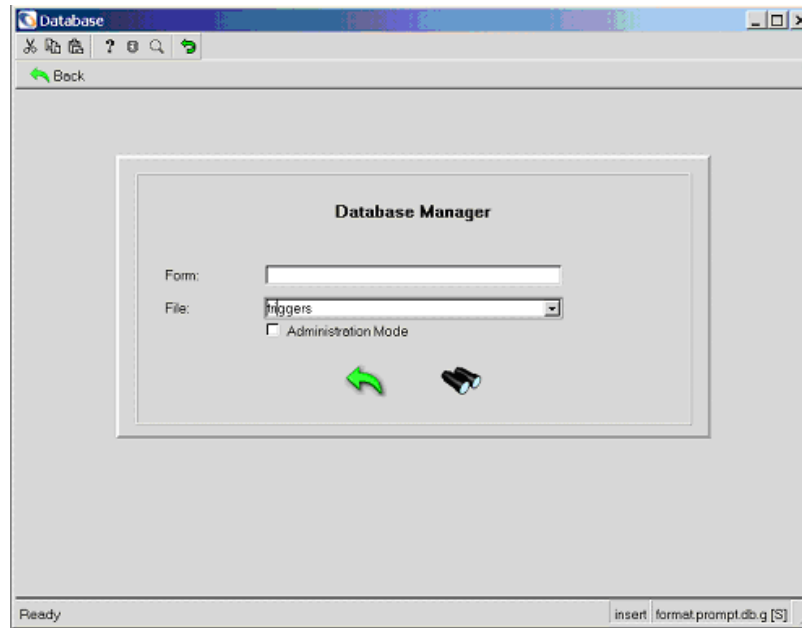 Database
Back
Database Manager
Form:
File: triggers
Administration Mode
Ready insert format.prompt.db.g [S]